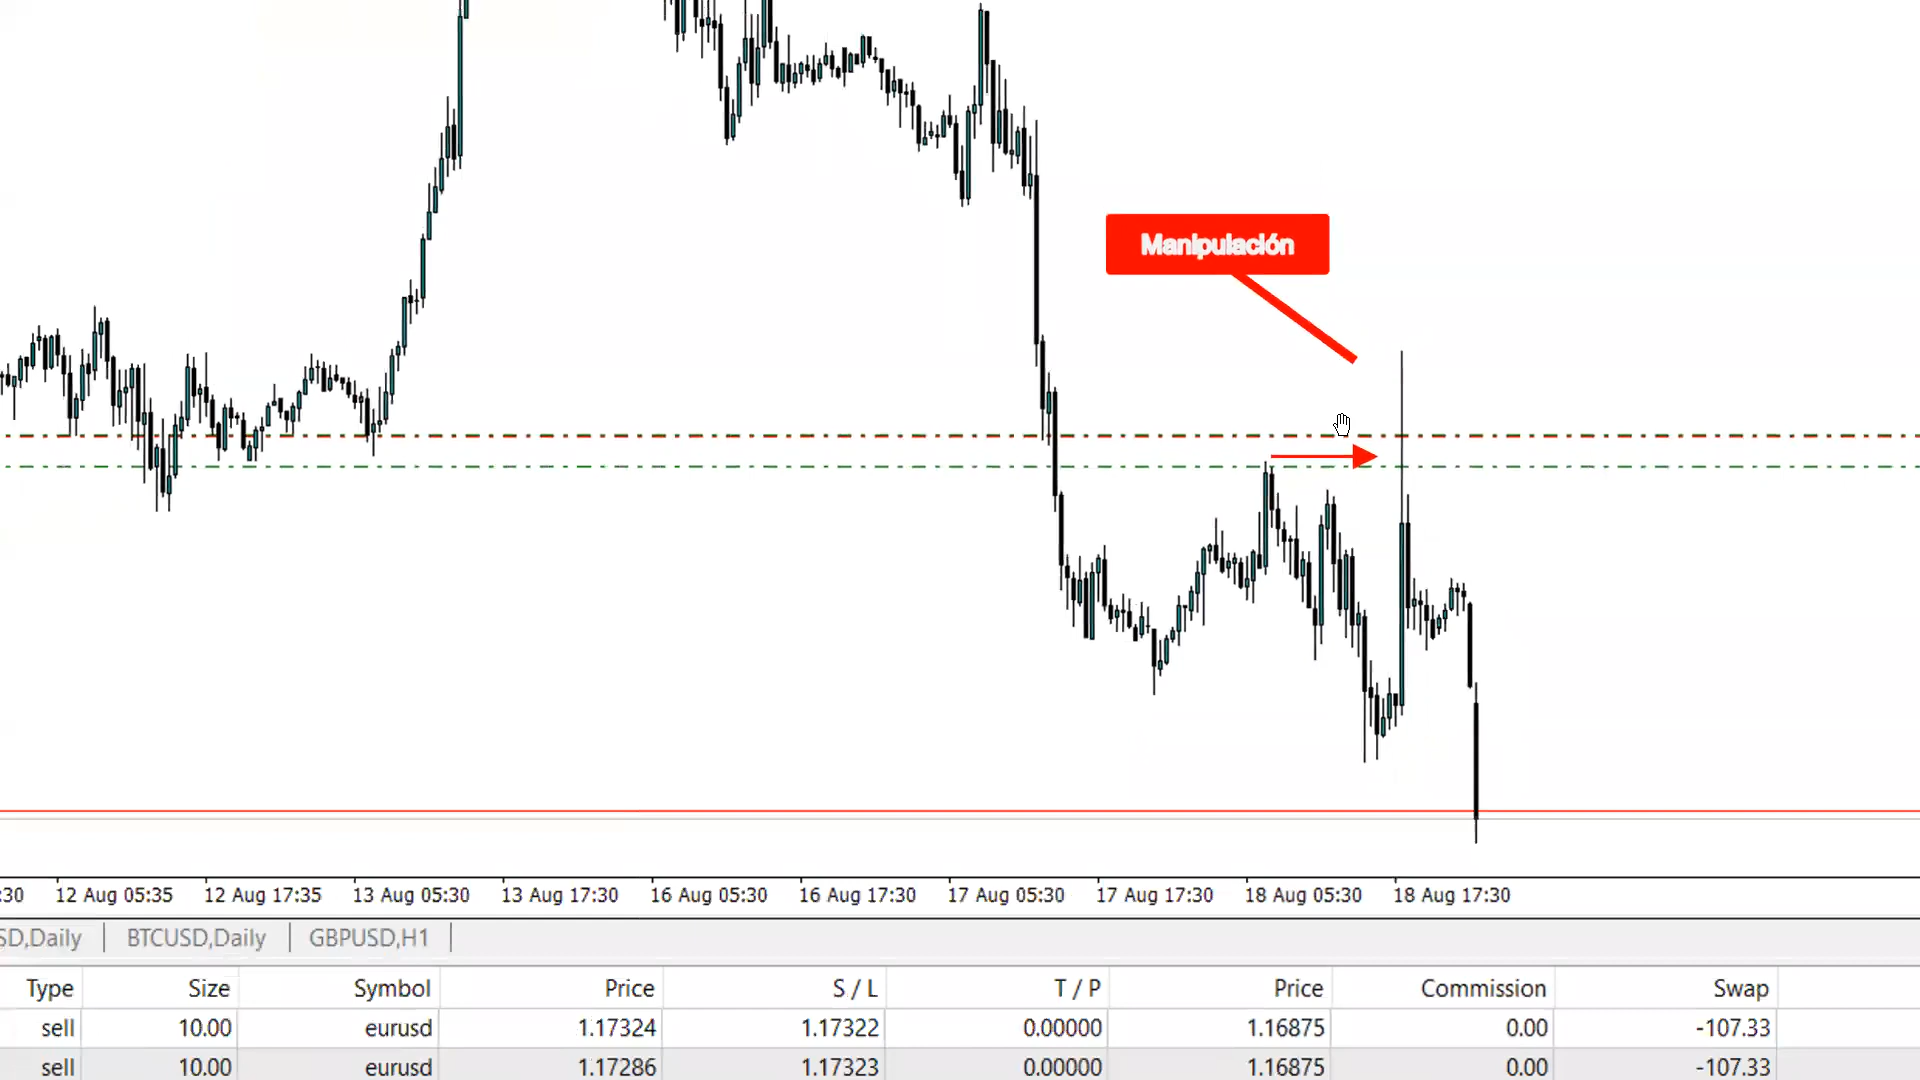 Manipulación
:30 12 Aug 05:35 12 Aug 17:35 13 Aug 05:30 13 Aug 17:30 16 Aug 05:30 16 Aug 17:30 17 Aug 05:30 17 Aug 17:30 18 Aug 05:30 18 Aug 17:30
SD,Daily BTCUSD,Daily GBPUSD,H1
Type Size Symbol Price S / L T / P Price Commission Swap
sell 10.00 eurusd 1.17324 1.17322 0.00000 1.16875 0.00 -107.33
sell 10.00 eurusd 1.17286 1.17323 0.00000 1.16875 0.00 -107.33